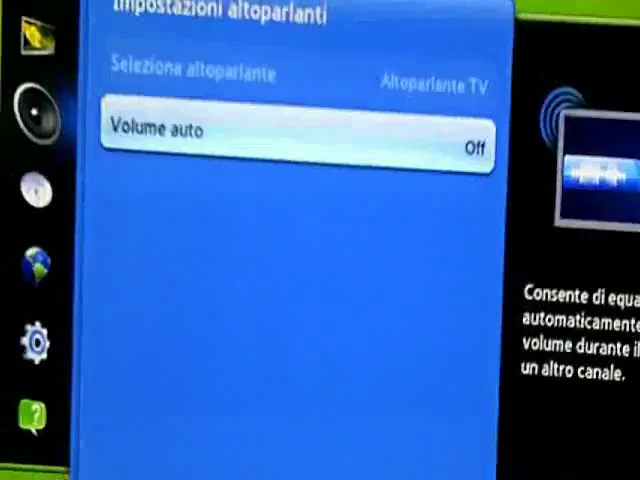 Impostazioni altoparlanti
Seleziona altoparlante Altoparlante TV
Volume auto Off
Consente di equa
automaticamente
volume durante il
un altro canale.
?